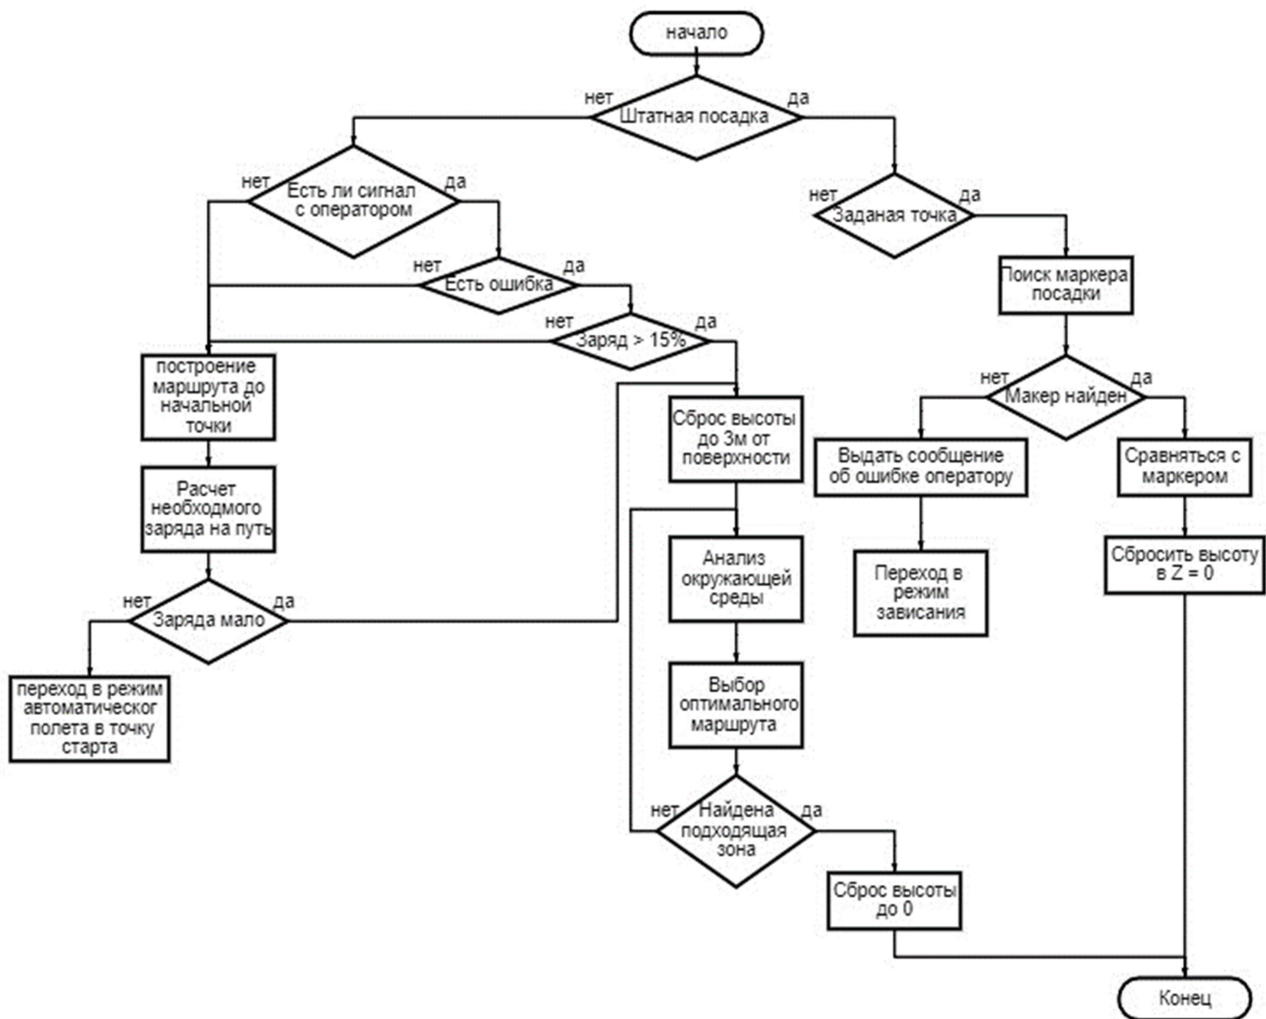 начало
нет
да
Штатная посадка
нет
Есть ли сигнал
с оператором
да
нет
Заданая точка
да
нет
Есть ошибка
да
Поиск маркера
посадки
нет
Заряд > 15%
да
построение
маршрута до
начальной
точки
нет
Макер найден
да
Сброс высоты
до 3м от
поверхности
Выдать сообщение
об ошибке оператору
Сравняться с
маркером
Расчет
необходмого
заряда на путь
Анализ
окружающей
среды
Переход в
режим
зависания
Сбросить высоту
в Z = 0
нет
Заряда мало
да
переход в режим
автоматическог
полета в точку
старта
Выбор
оптимального
маршрута
нет
Найдена
подходящая
зона
да
Сброс высоты
до 0
Конец